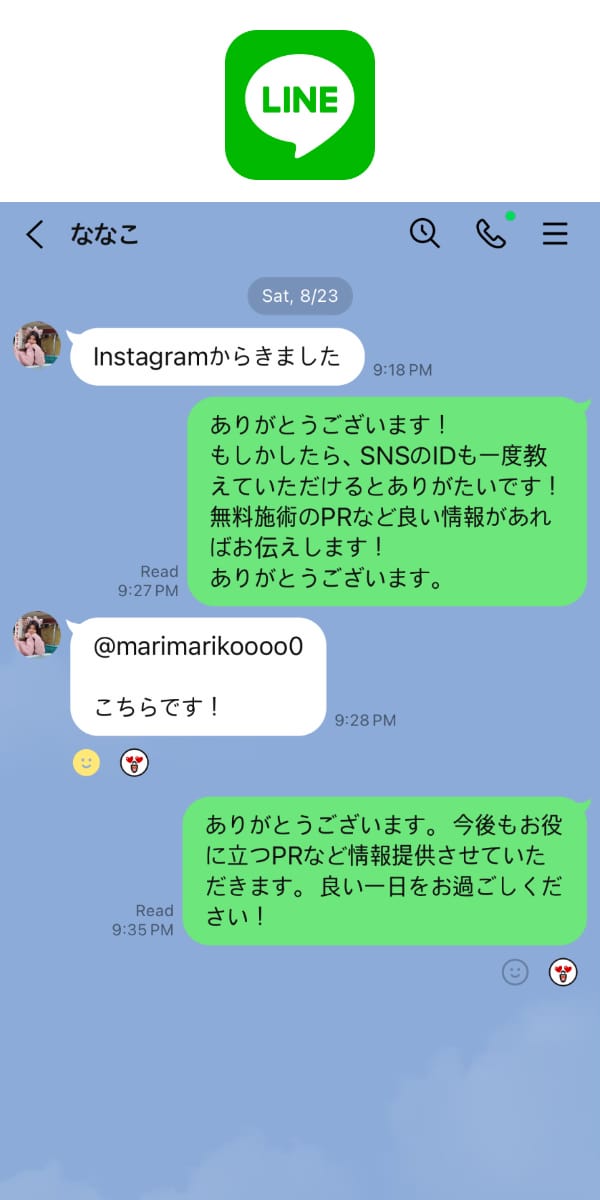 LINE
ななこ
Sat, 8/23
Instagramからきました
9:18 PM
ありがとうございます！
もしかしたら、SNSのIDも一度教
えていただけるとありがたいです！
無料施術のPRなど良い情報があれ
ばお伝えします！
ありがとうございます。
Read
9:27 PM
@marimarikoooo0
こちらです！
9:28 PM
ありがとうございます。今後もお役
に立つPRなど情報提供させていた
だきます。良い一日をお過ごしくだ
さい！
Read
9:35 PM